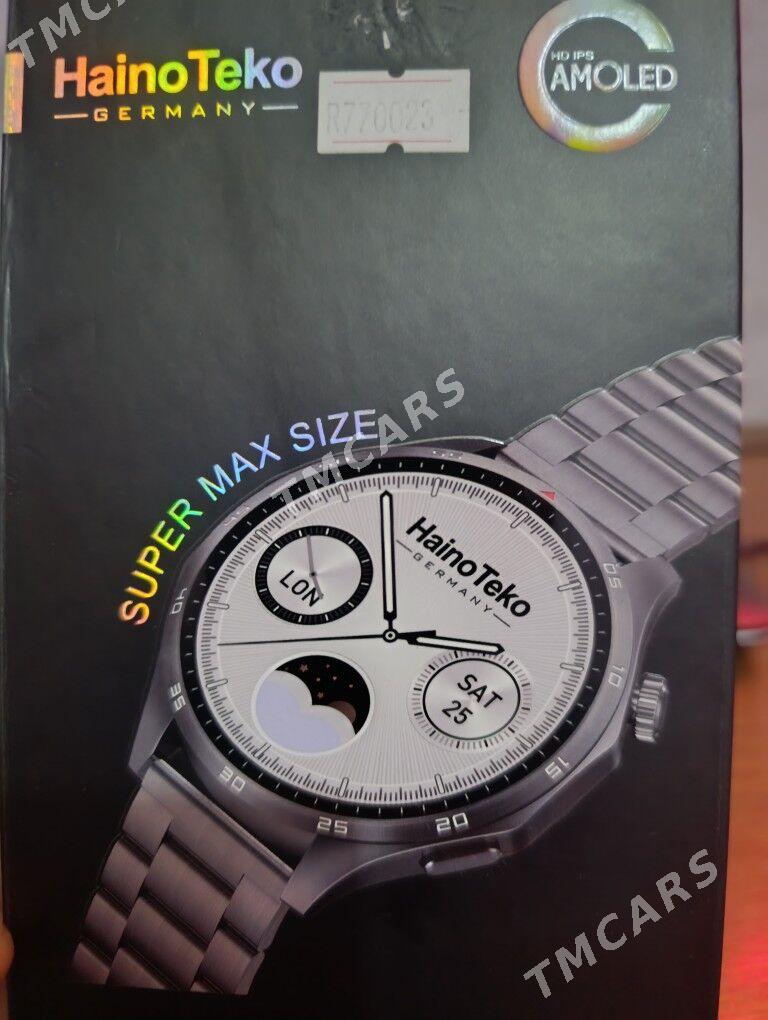 TMCARS
HainoTeko
GERMANY
R770023
HD IPS
AMOLED
SUPER MAX SIZE
TMCARS
HainoTeko
GERMANY
LON
SAT
25
05
10
15
20
25
30
35
40
TMCARS